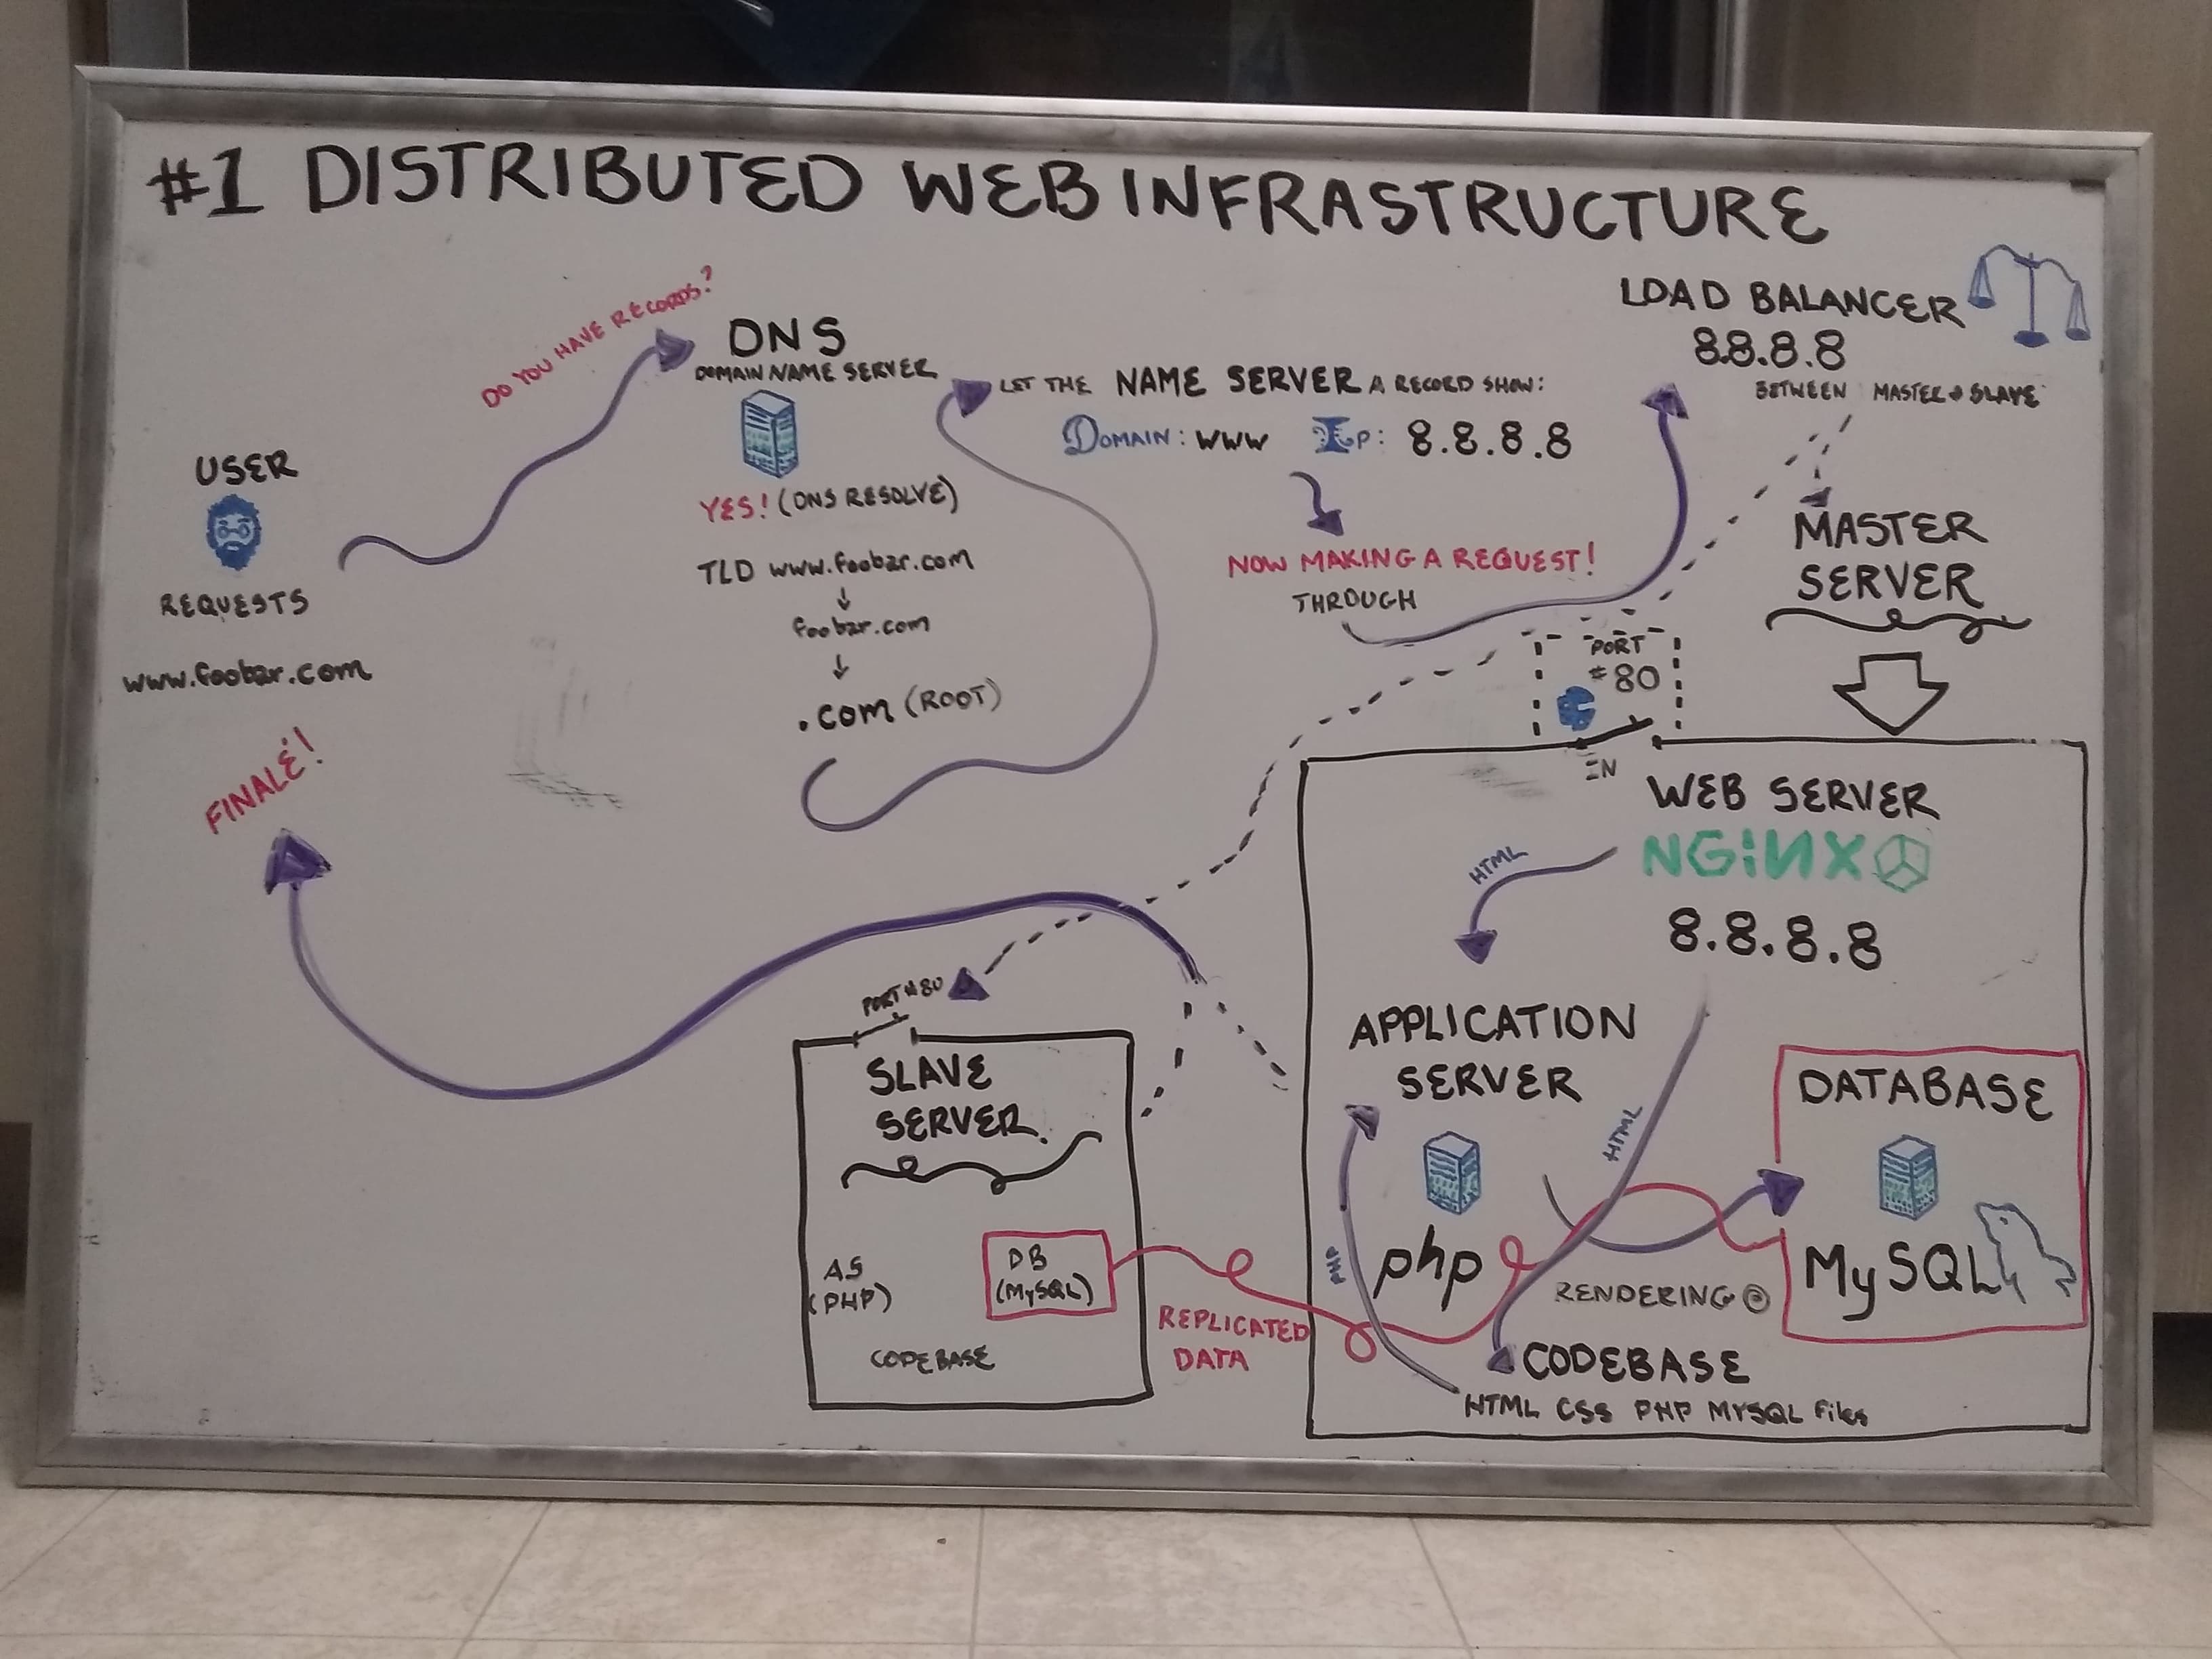 #1 DISTRIBUTED WEB INFRASTRUCTURE
USER
REQUESTS
www.foobar.com
DO YOU HAVE RECORDS?
DNS
DOMAIN NAME SERVER
YES! (DNS RESOLVE)
TLD www.foobar.com
foobar.com
.com (ROOT)
LET THE NAME SERVER A RECORD SHOW:
DOMAIN: WWW IP: 8.8.8.8
NOW MAKING A REQUEST!
THROUGH
LOAD BALANCER
8.8.8.8
BETWEEN MASTER & SLAVE
MASTER
SERVER
PORT
#80
IN
WEB SERVER
NGINX
8.8.8.8
HTML
APPLICATION
SERVER
php
PHP
HTML
DATABASE
MySQL
RENDERING
CODEBASE
HTML CSS PHP MYSQL Files
PORT #80
SLAVE
SERVER
AS
(PHP)
DB
(MySQL)
CODEBASE
REPLICATED
DATA
FINALE!